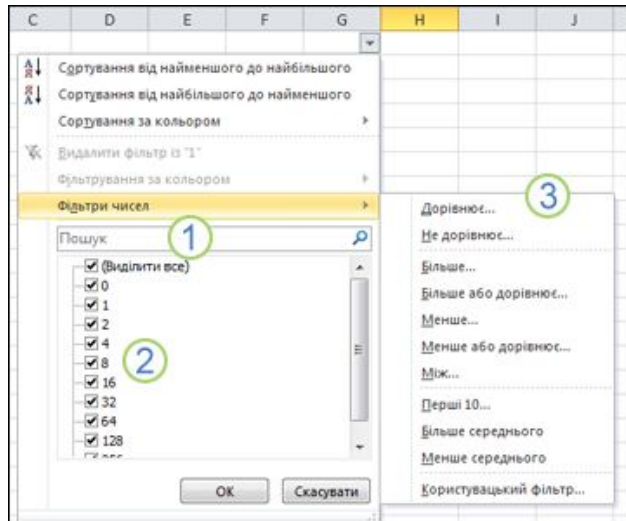 C D E F G H I J
Сортування від найменшого до найбільшого
Сортування від найбільшого до найменшого
Сортування за кольором
Видалити фільтр із "1"
Фільтрування за кольором
Фільтри чисел
Пошук
1
(Виділити все)
0
1
2
4
8
16
32
64
128
2
OK Скасувати
3
Дорівнює...
Не дорівнює...
Більше...
Більше або дорівнює...
Менше...
Менше або дорівнює...
Між...
Перші 10...
Більше середнього
Менше середнього
Користувацький фільтр...